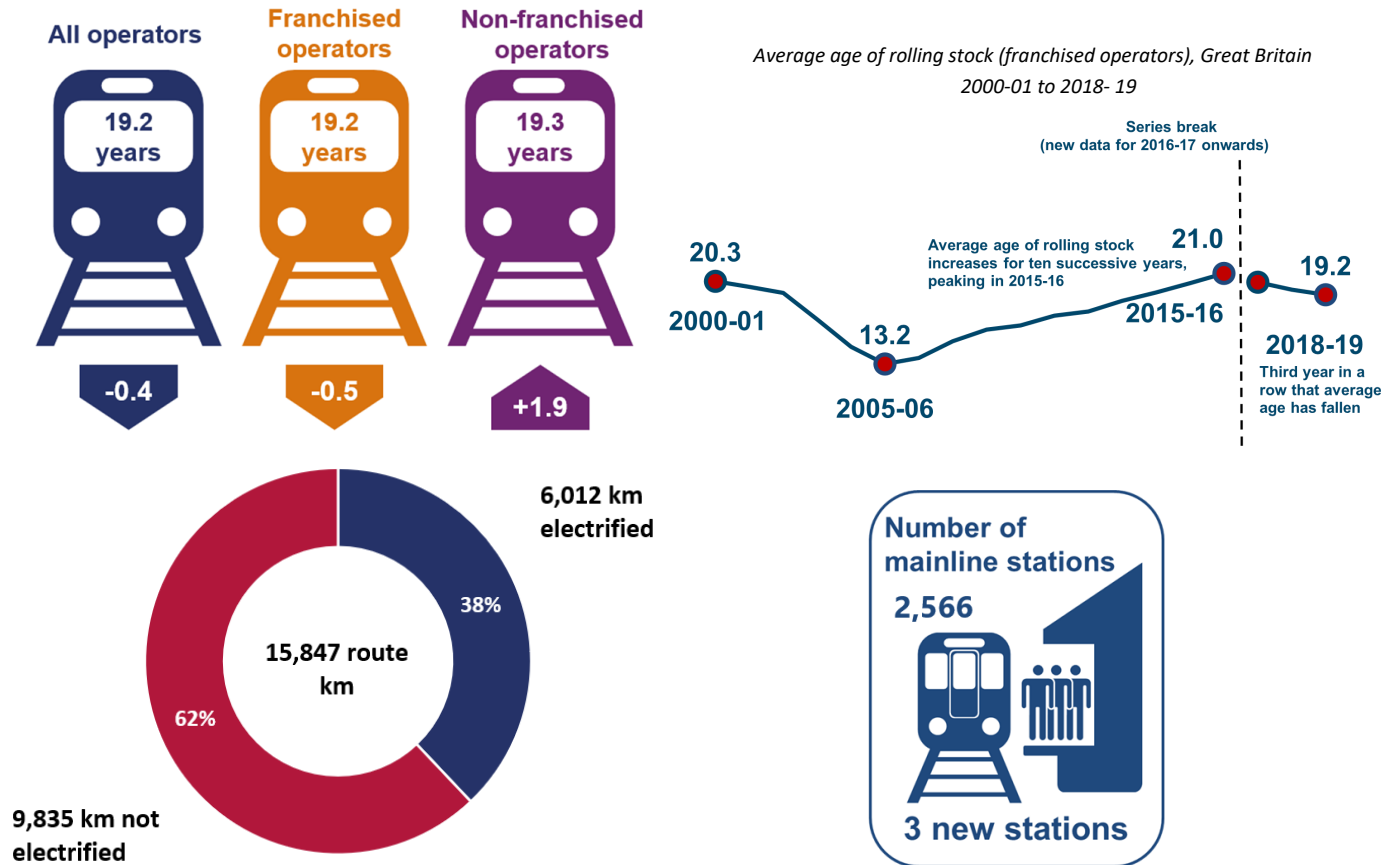 All operators
Franchised
operators
Non-franchised
operators
19.2
years
19.2
years
19.3
years
-0.4
-0.5
+1.9
Average age of rolling stock (franchised operators), Great Britain
2000-01 to 2018- 19
Series break
(new data for 2016-17 onwards)
20.3
2000-01
13.2
2005-06
Average age of rolling stock
increases for ten successive years,
peaking in 2015-16
21.0
2015-16
19.2
2018-19
Third year in a
row that average
age has fallen
6,012 km
electrified
38%
15,847 route
km
62%
9,835 km not
electrified
Number of
mainline stations
2,566
3 new stations